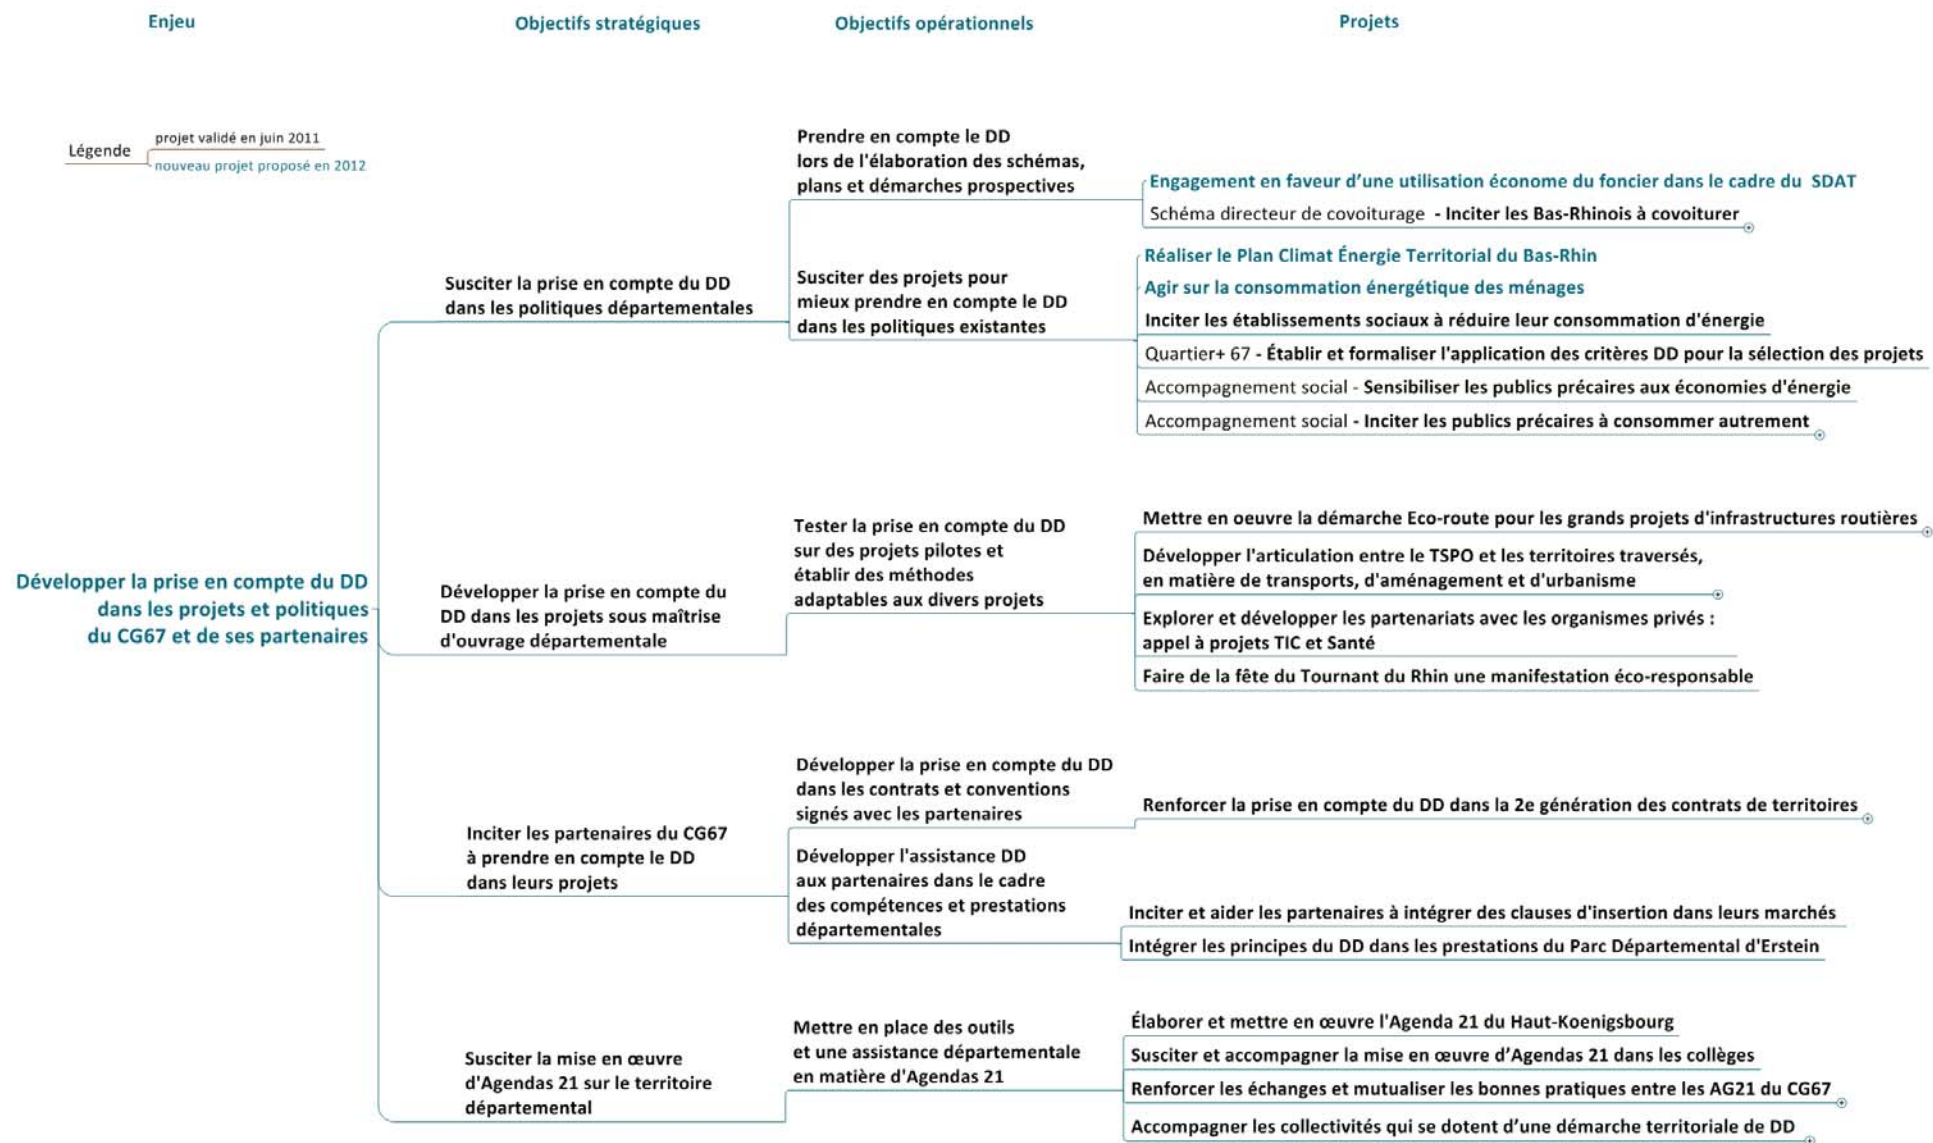 Enjeu
Objectifs stratégiques
Objectifs opérationnels
Projets
Légende
projet validé en juin 2011
nouveau projet proposé en 2012
Développer la prise en compte du DD
dans les projets et politiques
du CG67 et de ses partenaires
Susciter la prise en compte du DD
dans les politiques départementales
Prendre en compte le DD
lors de l'élaboration des schémas,
plans et démarches prospectives
Engagement en faveur d’une utilisation économe du foncier dans le cadre du SDAT
Schéma directeur de covoiturage - Inciter les Bas-Rhinois à covoiturer
Susciter des projets pour
mieux prendre en compte le DD
dans les politiques existantes
Réaliser le Plan Climat Énergie Territorial du Bas-Rhin
Agir sur la consommation énergétique des ménages
Inciter les établissements sociaux à réduire leur consommation d'énergie
Quartier+ 67 - Établir et formaliser l'application des critères DD pour la sélection des projets
Accompagnement social - Sensibiliser les publics précaires aux économies d'énergie
Accompagnement social - Inciter les publics précaires à consommer autrement
Développer la prise en compte du
DD dans les projets sous maîtrise
d'ouvrage départementale
Tester la prise en compte du DD
sur des projets pilotes et
établir des méthodes
adaptables aux divers projets
Mettre en oeuvre la démarche Eco-route pour les grands projets d'infrastructures routières
Développer l'articulation entre le TSPO et les territoires traversés,
en matière de transports, d'aménagement et d'urbanisme
Explorer et développer les partenariats avec les organismes privés :
appel à projets TIC et Santé
Faire de la fête du Tournant du Rhin une manifestation éco-responsable
Inciter les partenaires du CG67
à prendre en compte le DD
dans leurs projets
Développer la prise en compte du DD
dans les contrats et conventions
signés avec les partenaires
Renforcer la prise en compte du DD dans la 2e génération des contrats de territoires
Développer l'assistance DD
aux partenaires dans le cadre
des compétences et prestations
départementales
Inciter et aider les partenaires à intégrer des clauses d'insertion dans leurs marchés
Intégrer les principes du DD dans les prestations du Parc Départemental d'Erstein
Susciter la mise en œuvre
d'Agendas 21 sur le territoire
départemental
Mettre en place des outils
et une assistance départementale
en matière d'Agendas 21
Élaborer et mettre en œuvre l'Agenda 21 du Haut-Koenigsbourg
Susciter et accompagner la mise en œuvre d’Agendas 21 dans les collèges
Renforcer les échanges et mutualiser les bonnes pratiques entre les AG21 du CG67
Accompagner les collectivités qui se dotent d’une démarche territoriale de DD